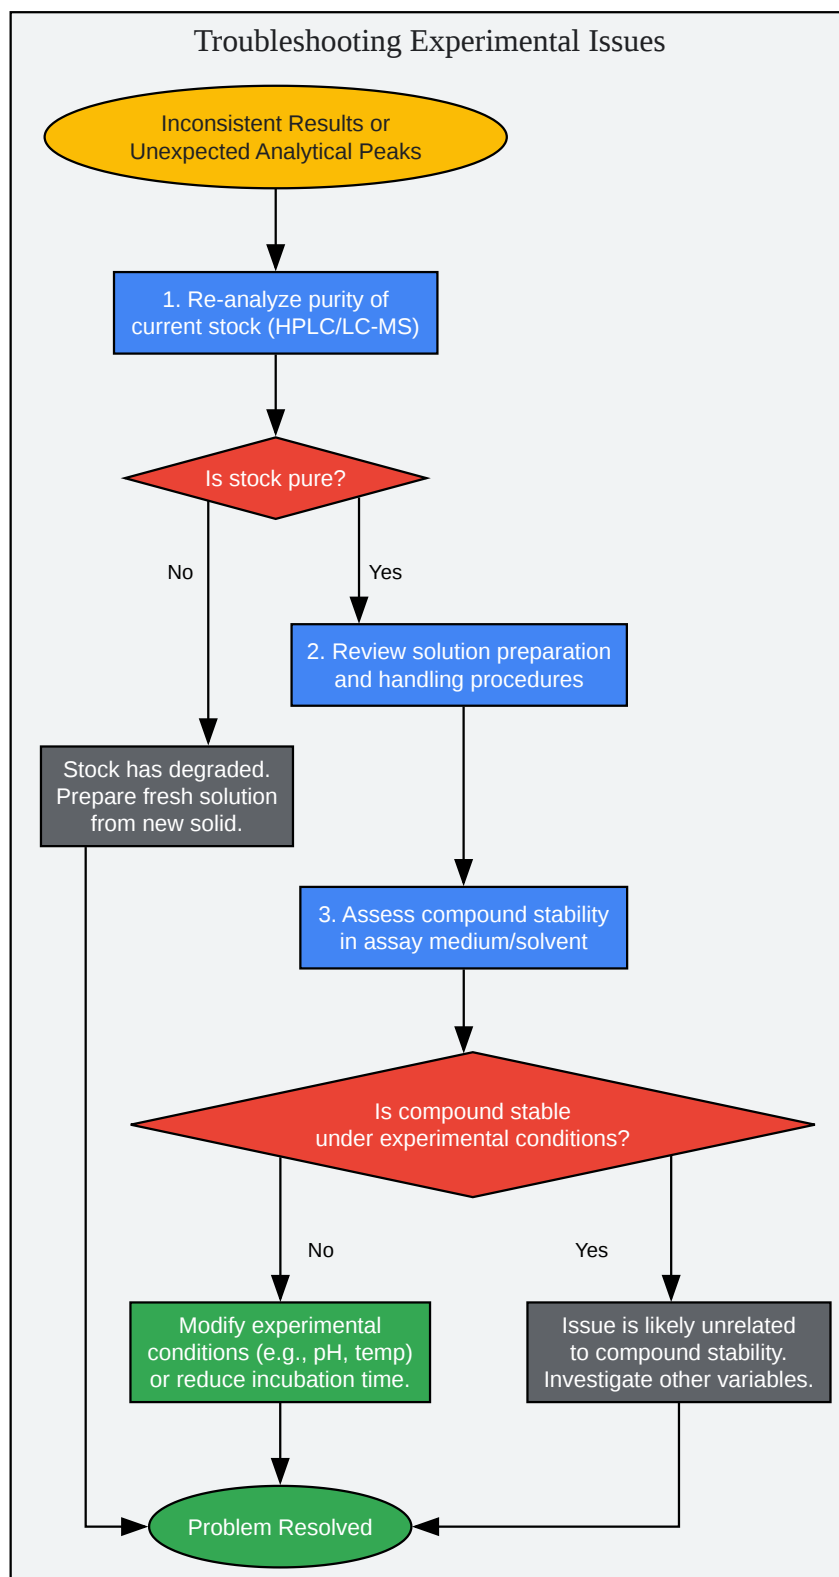 Troubleshooting Experimental Issues
Inconsistent Results or
Unexpected Analytical Peaks
1. Re-analyze purity of
current stock (HPLC/LC-MS)
Is stock pure?
No
Yes
2. Review solution preparation
and handling procedures
Stock has degraded.
Prepare fresh solution
from new solid.
3. Assess compound stability
in assay medium/solvent
Is compound stable
under experimental conditions?
No
Yes
Modify experimental
conditions (e.g., pH, temp)
or reduce incubation time.
Issue is likely unrelated
to compound stability.
Investigate other variables.
Problem Resolved